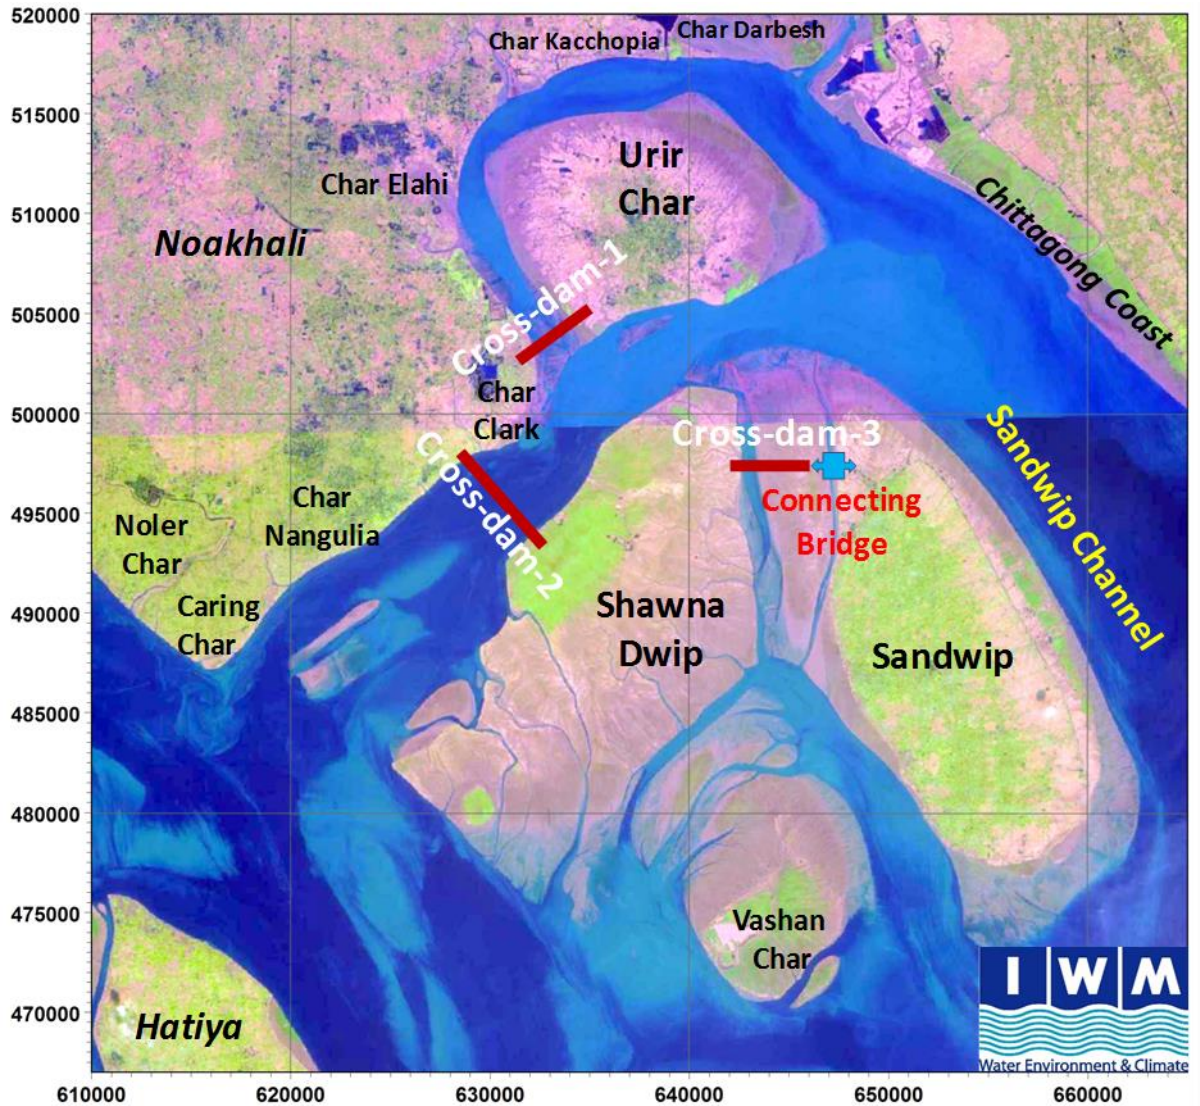 520000
Char Kacchopia
Char Darbesh
515000
Urir
Char
Char Elahi
510000
Noakhali
Chittagong Coast
505000
Cross-dam-1
Char
Clark
500000
Cross-dam-2
Cross-dam-3
Sandwip Channel
Connecting
Bridge
495000
Char
Nangulia
Noler
Char
490000
Caring
Char
Shawna
Dwip
Sandwip
485000
480000
475000
Vashan
Char
470000
Hatiya
IWM
Water Environment & Climate
610000
620000
630000
640000
650000
660000